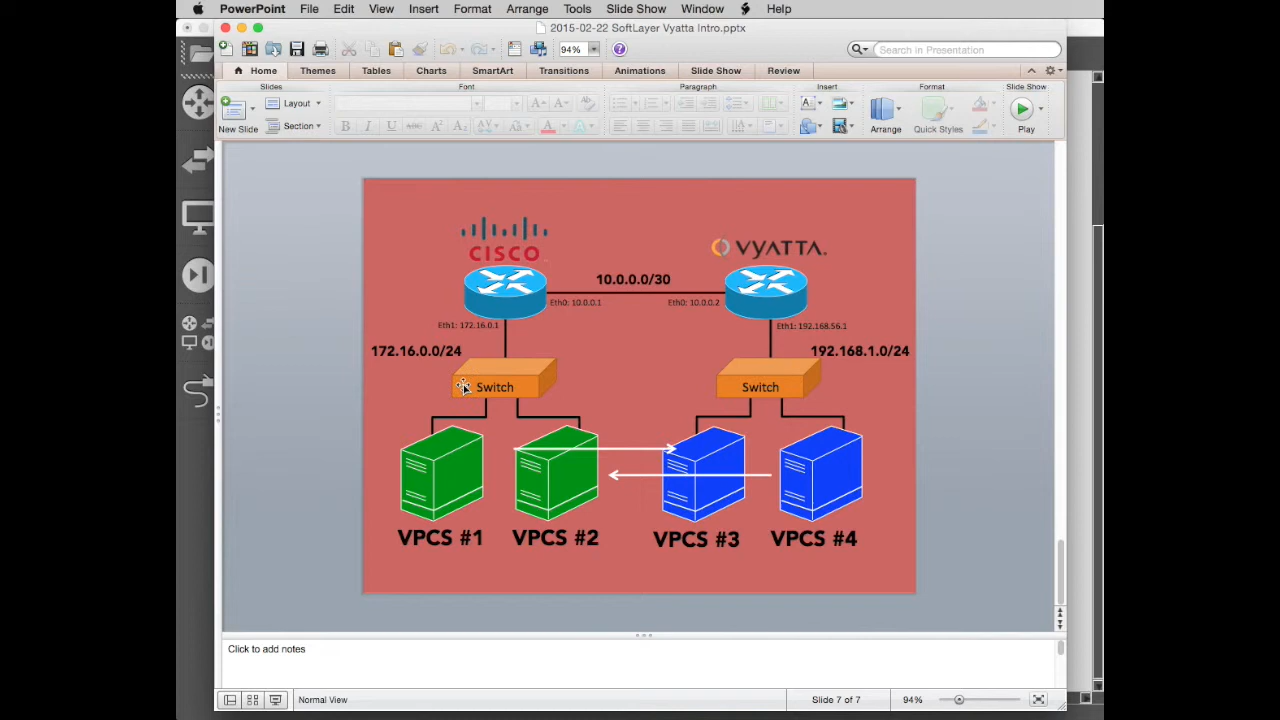 PowerPoint File Edit View Insert Format Arrange Tools Slide Show Window Help
2015-02-22 SoftLayer Vyatta Intro.pptx
94% Search in Presentation
Home Themes Tables Charts SmartArt Transitions Animations Slide Show Review
Slides Font Paragraph Insert Format Slide Show
New Slide Layout Section Arrange Quick Styles Play
CISCO
VYATTA.
10.0.0.0/30
Eth0: 10.0.0.1 Eth0: 10.0.0.2
Eth1: 172.16.0.1 Eth1: 192.168.56.1
172.16.0.0/24 192.168.1.0/24
Switch Switch
VPCS #1 VPCS #2 VPCS #3 VPCS #4
Click to add notes
Normal View Slide 7 of 7 94%